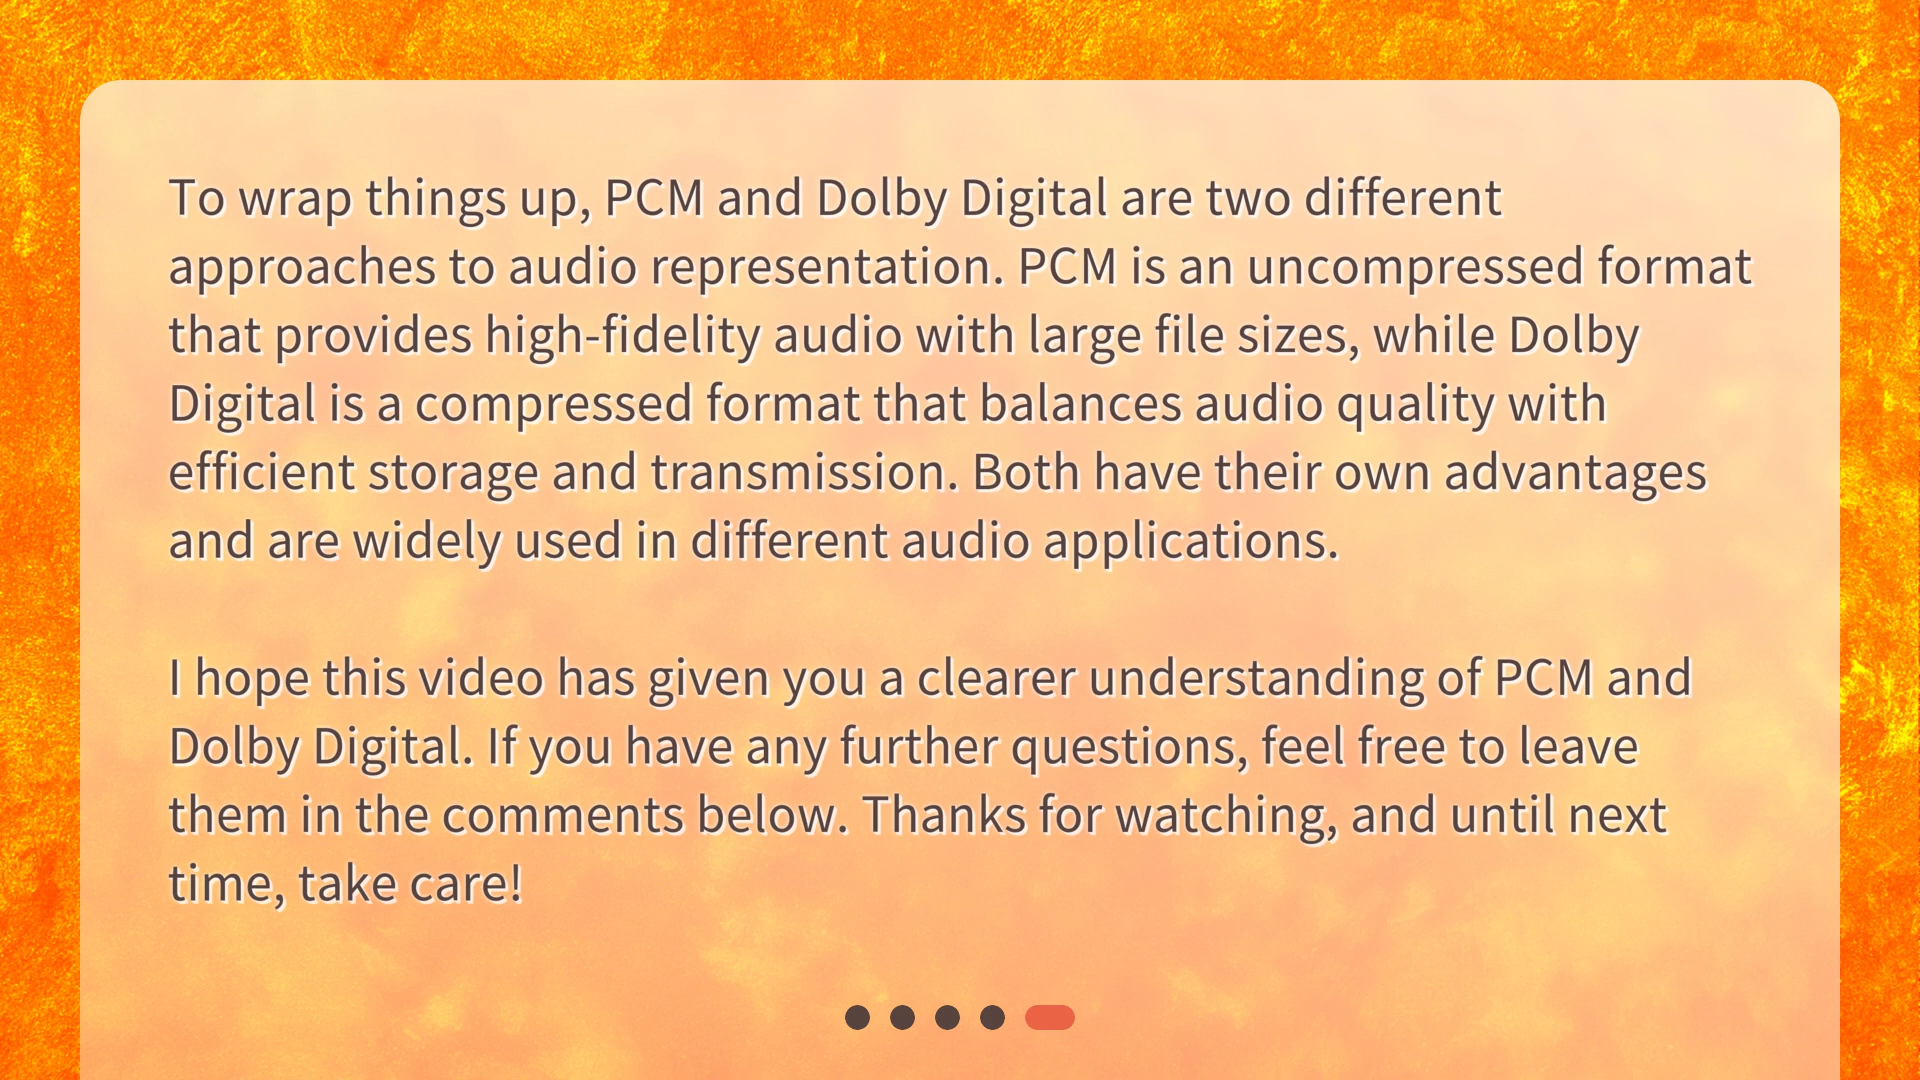 To wrap things up, PCM and Dolby Digital are two different
approaches to audio representation. PCM is an uncompressed format
that provides high-fidelity audio with large file sizes, while Dolby
Digital is a compressed format that balances audio quality with
efficient storage and transmission. Both have their own advantages
and are widely used in different audio applications.
I hope this video has given you a clearer understanding of PCM and
Dolby Digital. If you have any further questions, feel free to leave
them in the comments below. Thanks for watching, and until next
time, take care!